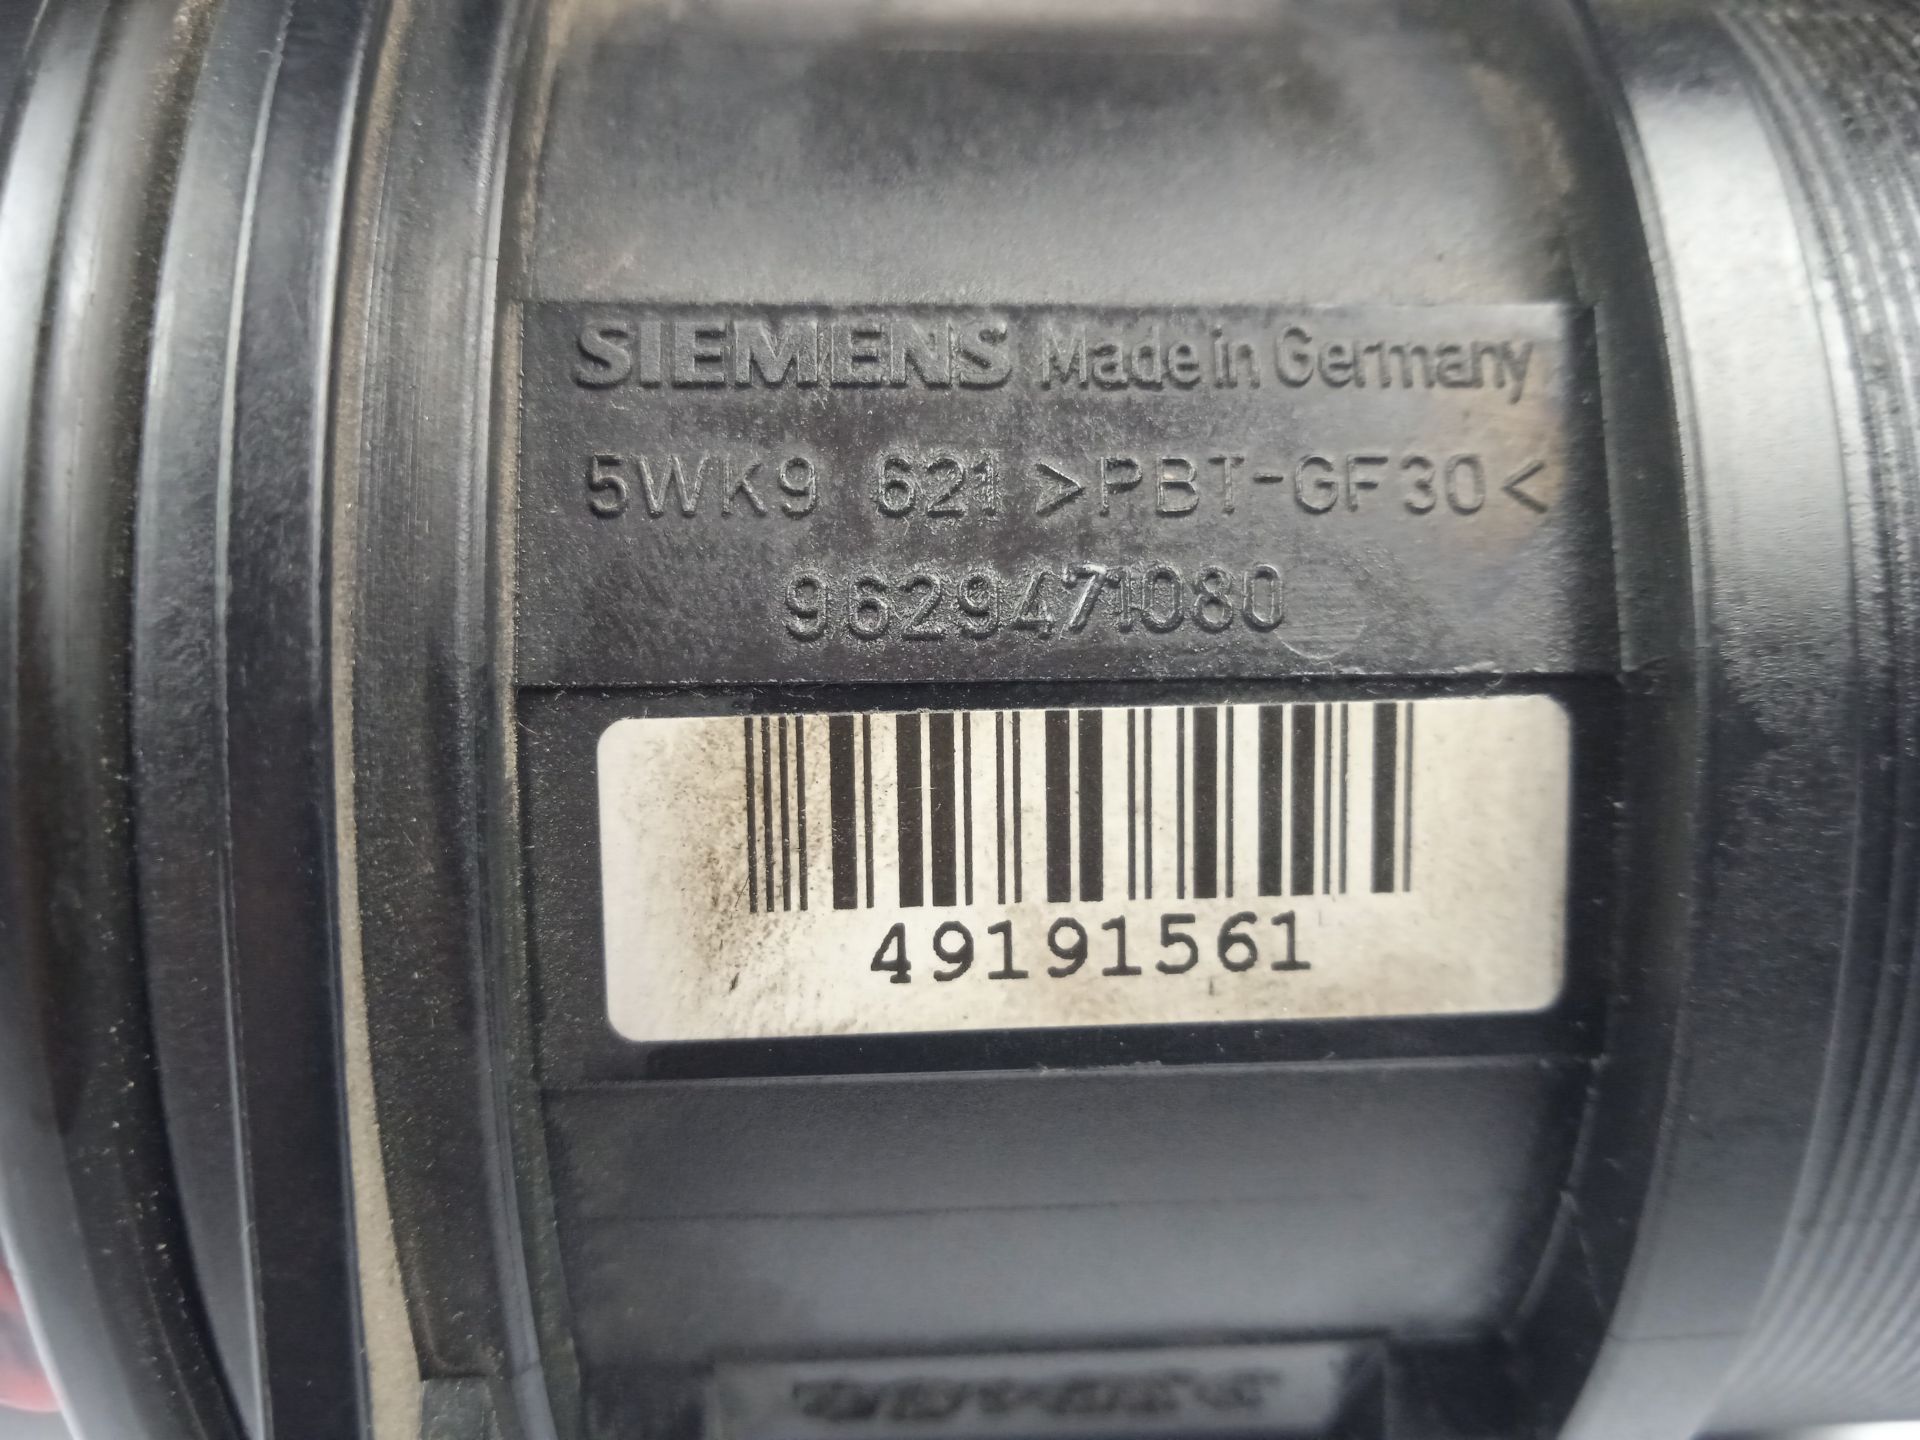 SIEMENS Made in Germany
5WK9 621 >PBT-GF30<
9629471080
49191561